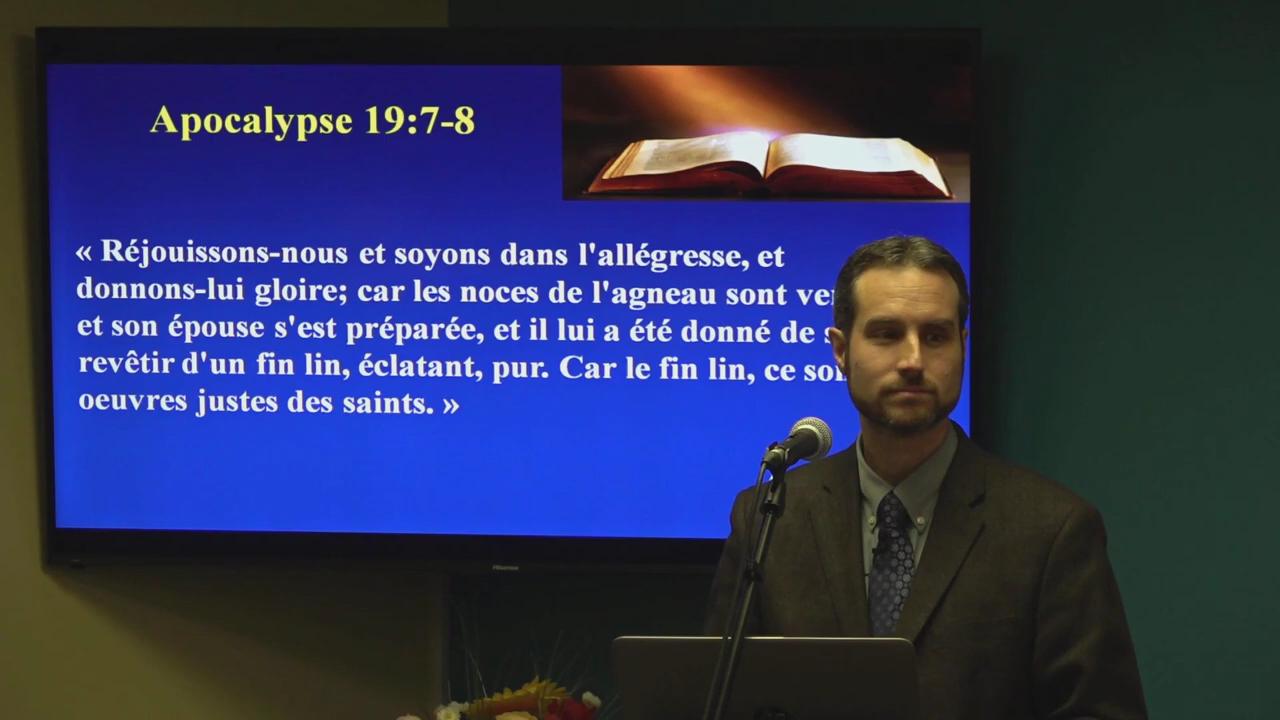 Apocalypse 19:7-8
« Réjouissons-nous et soyons dans l'allégresse, et
donnons-lui gloire; car les noces de l'agneau sont
et son épouse s'est préparée, et il lui a été donné de
revêtir d'un fin lin, éclatant, pur. Car le fin lin, ce
oeuvres justes des saints. »
Hisense